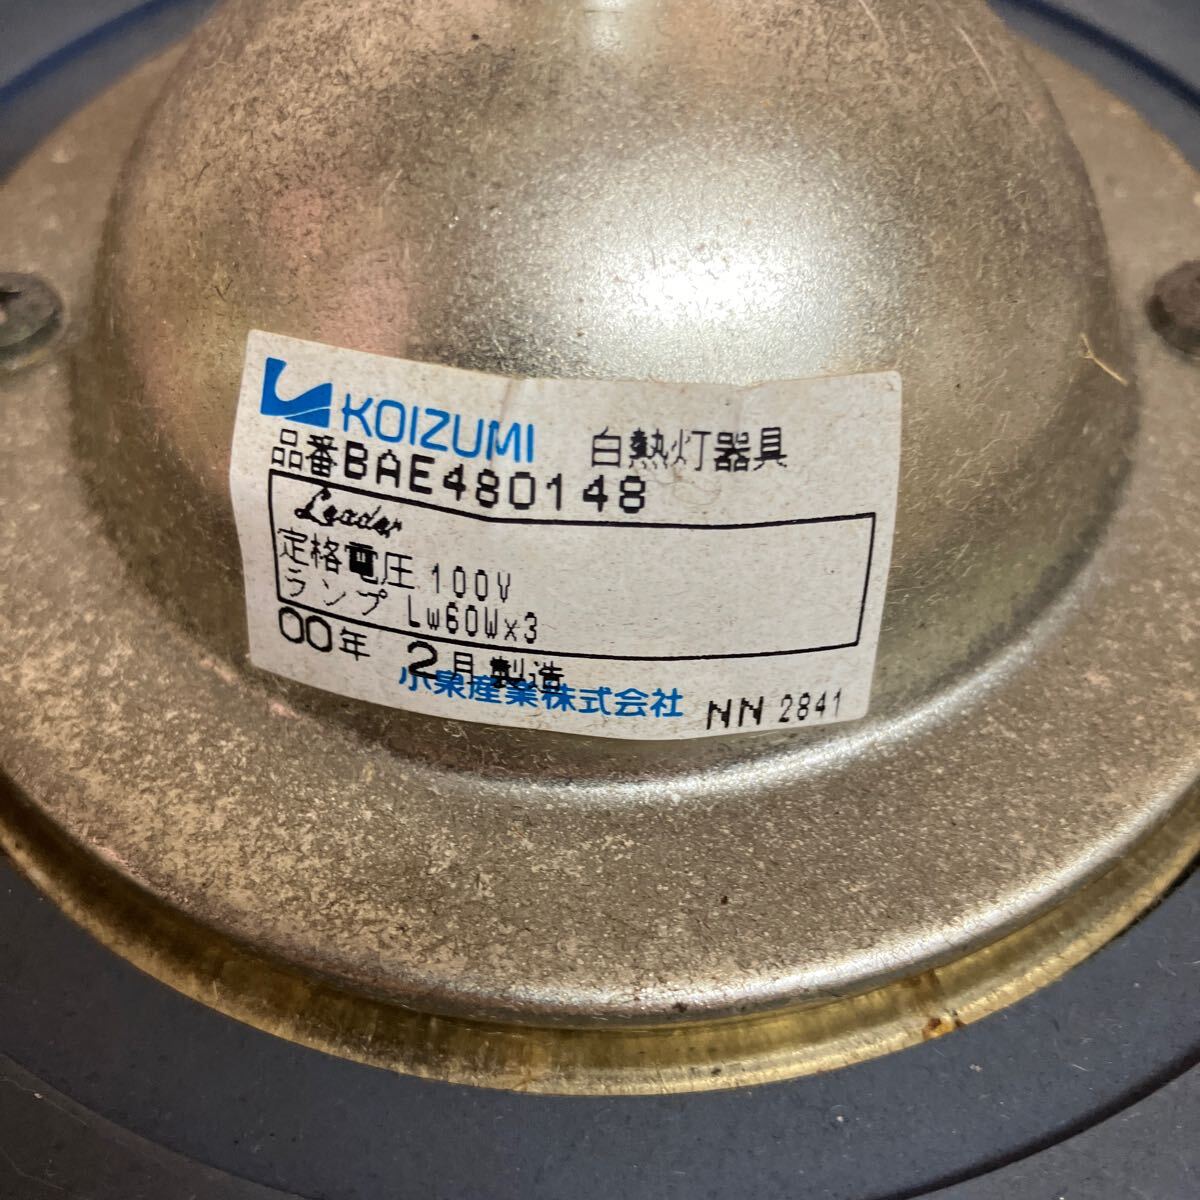 KOIZUMI 白熱灯器具
品番BAE480148
Leader
定格電圧 100V
ランプ Lw60W×3
00年 2月製造
小泉産業株式会社 NN 2841